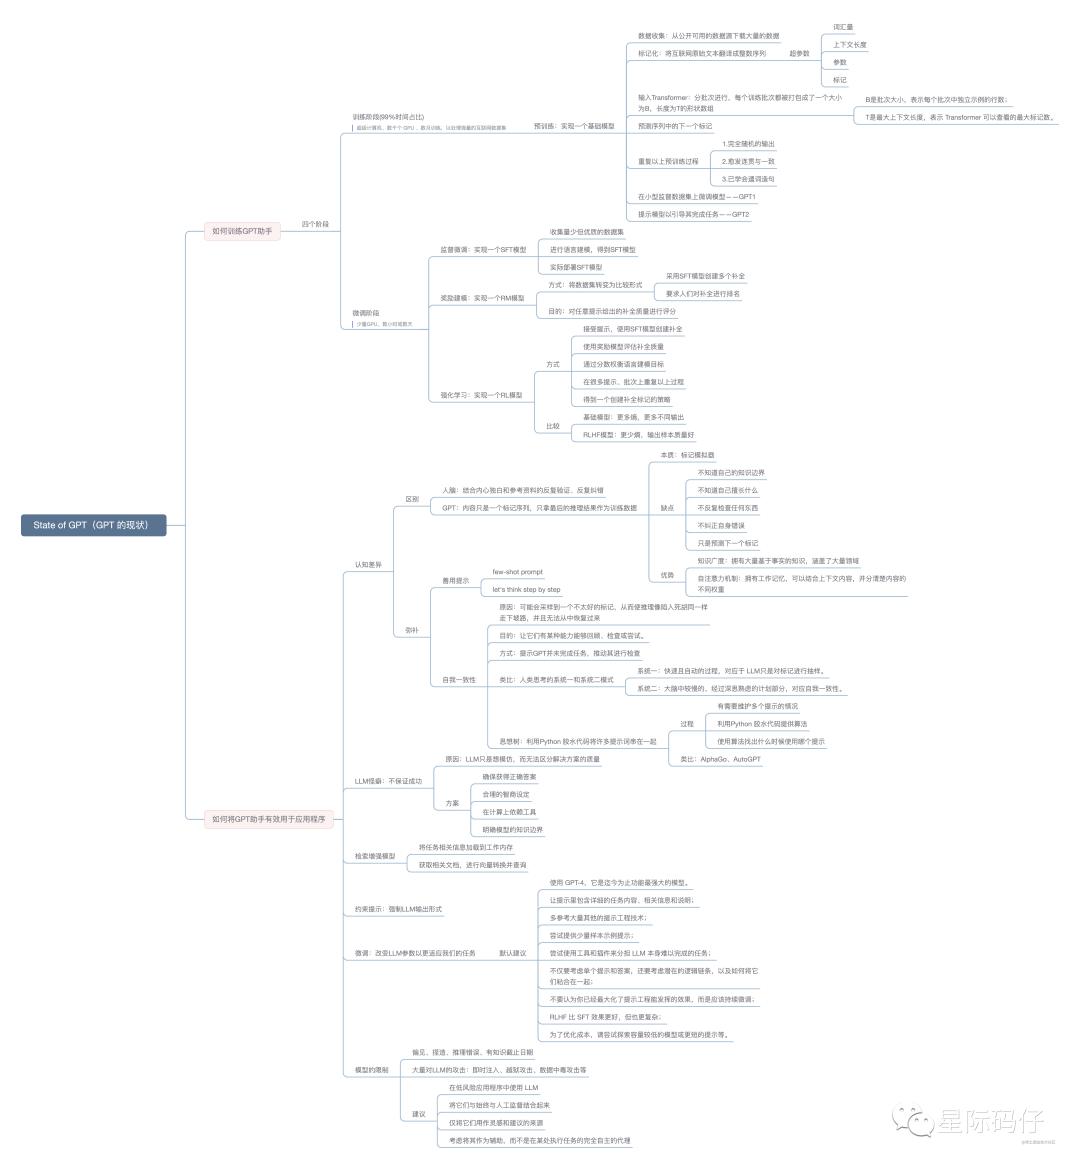 State of GPT（GPT 的现状）
如何训练GPT助手
四个阶段
训练阶段(99%时间占比)
超级计算机、数千个 GPU 、数月训练，以处理海量的互联网数据集
预训练：实现一个基础模型
数据收集：从公开可用的数据源下载大量的数据
标记化：将互联网原始文本翻译成整数序列
超参数
词汇量
上下文长度
参数
标记
输入Transformer：分批次进行，每个训练批次都被打包成了一个大小
为B，长度为T的形状数组
B是批次大小，表示每个批次中独立示例的行数；
T是最大上下文长度，表示 Transformer 可以查看的最大标记数。
预测序列中的下一个标记
重复以上预训练过程
1.完全随机的输出
2.愈发连贯与一致
3.已学会遣词造句
在小型监督数据集上微调模型——GPT1
提示模型以引导其完成任务——GPT2
微调阶段
少量GPU、数小时或数天
监督微调：实现一个SFT模型
收集量少但优质的数据集
进行语言建模，得到SFT模型
实际部署SFT模型
奖励建模：实现一个RM模型
方式：将数据集转变为比较形式
采用SFT模型创建多个补全
要求人们对补全进行排名
目的：对任意提示给出的补全质量进行评分
强化学习：实现一个RL模型
方式
接受提示，使用SFT模型创建补全
使用奖励模型评估补全质量
通过分数权衡语言建模目标
在很多提示、批次上重复以上过程
得到一个创建补全标记的策略
比较
基础模型：更多熵，更多不同输出
RLHF模型：更少熵，输出样本质量好
如何将GPT助手有效用于应用程序
认知差异
区别
人脑：结合内心独白和参考资料的反复验证、反复纠错
GPT：内容只是一个标记序列，只拿最后的推理结果作为训练数据
本质：标记模拟器
缺点
不知道自己的知识边界
不知道自己擅长什么
不反复检查任何东西
不纠正自身错误
只是预测下一个标记
优势
知识广度：拥有大量基于事实的知识，涵盖了大量领域
自注意力机制：拥有工作记忆，可以结合上下文内容，并分清楚内容的
不同权重
弥补
善用提示
few-shot prompt
let's think step by step
自我一致性
原因：可能会采样到一个不太好的标记，从而使推理像陷入死胡同一样
走下坡路，并且无法从中恢复过来
目的：让它们有某种能力能够回顾、检查或尝试。
方式：提示GPT并未完成任务，推动其进行检查
类比：人类思考的系统一和系统二模式
系统一：快速且自动的过程，对应于 LLM只是对标记进行抽样。
系统二：大脑中较慢的、经过深思熟虑的计划部分，对应自我一致性。
思想树：利用Python 胶水代码将许多提示词串在一起
过程
有需要维护多个提示的情况
利用Python 胶水代码提供算法
使用算法找出什么时候使用哪个提示
类比：AlphaGo、AutoGPT
LLM怪癖：不保证成功
原因：LLM只是想模仿，而无法区分解决方案的质量
方案
确保获得正确答案
合理的智商设定
在计算上依赖工具
明确模型的知识边界
检索增强模型
将任务相关信息加载到工作内存
获取相关文档，进行向量转换并查询
约束提示：强制LLM输出形式
微调：改变LLM参数以更适应我们的任务
默认建议
使用 GPT-4，它是迄今为止功能最强大的模型。
让提示里包含详细的任务内容、相关信息和说明；
多参考大量其他的提示工程技术；
尝试提供少量样本示例提示；
尝试使用工具和插件来分担 LLM 本身难以完成的任务；
不仅要考虑单个提示和答案，还要考虑潜在的逻辑链条，以及如何将它
们粘合在一起；
不要认为你已经最大化了提示工程能发挥的效果，而是应该持续微调；
RLHF 比 SFT 效果更好，但也更复杂；
为了优化成本，请尝试探索容量较低的模型或更短的提示等。
模型的限制
偏见、捏造、推理错误、有知识截止日期
大量对LLM的攻击：即时注入、越狱攻击、数据中毒攻击等
建议
在低风险应用程序中使用 LLM
将它们与始终与人工监督结合起来
仅将它们用作灵感和建议的来源
考虑将其作为辅助，而不是在某处执行任务的完全自主的代理
星际码仔
@稀土掘金技术社区